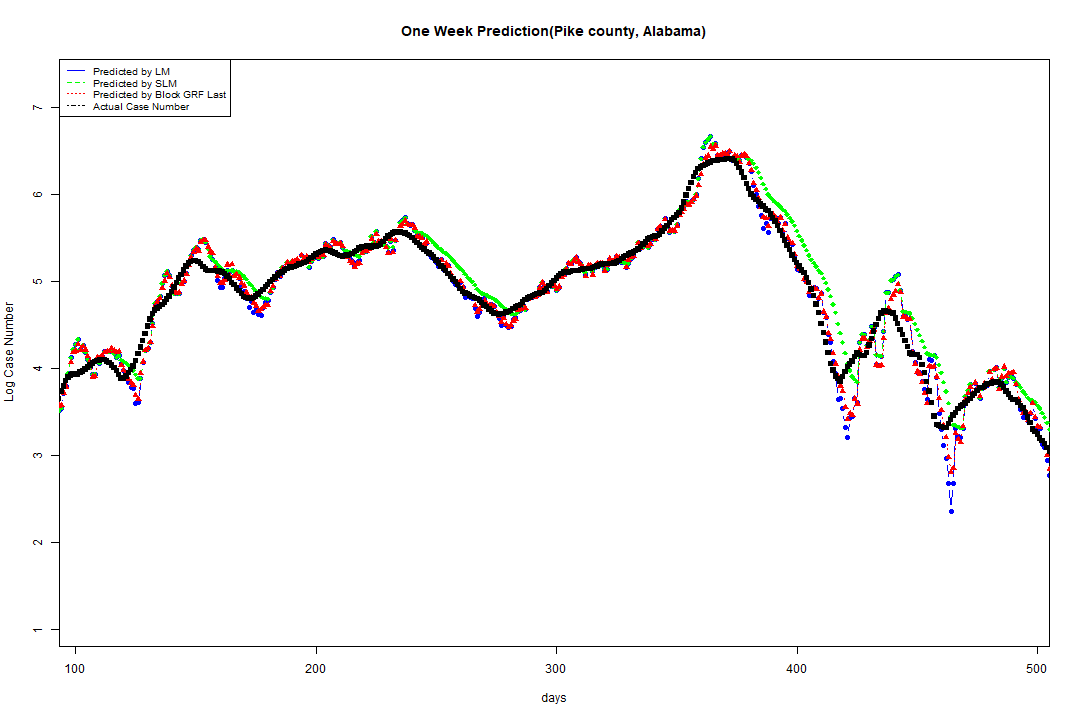 One Week Prediction(Pike county, Alabama)
Predicted by LM
Predicted by SLM
Predicted by Block GRF Last
Actual Case Number
7
6
5
4
3
2
1
Log Case Number
100 200 300 400 500
days